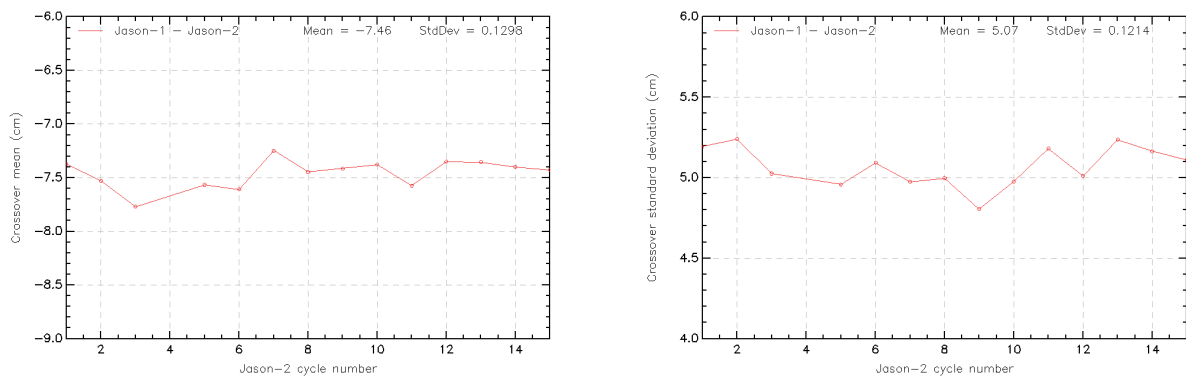 Jason-1 - Jason-2 Mean = -7.46 StdDev = 0.1298
Crossover mean (cm)
-6.0
-6.5
-7.0
-7.5
-8.0
-8.5
-9.0
2 4 6 8 10 12 14
Jason-2 cycle number
Jason-1 - Jason-2 Mean = 5.07 StdDev = 0.1214
Crossover standard deviation (cm)
6.0
5.5
5.0
4.5
4.0
2 4 6 8 10 12 14
Jason-2 cycle number